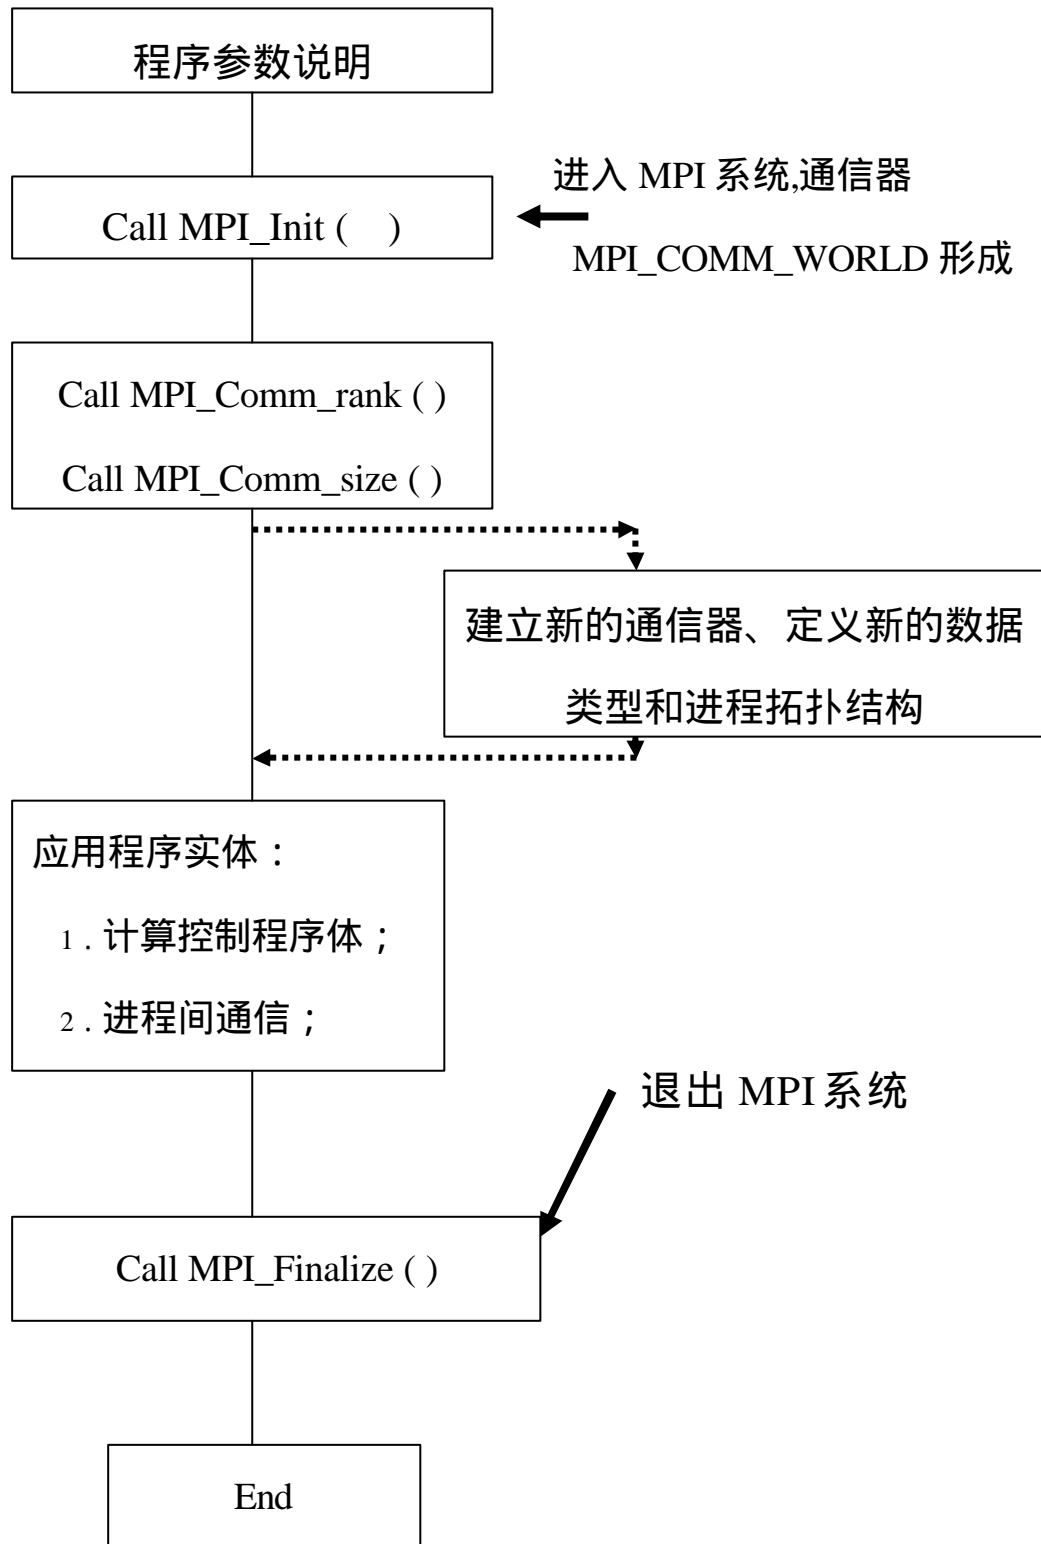 程序参数说明
进入 MPI 系统,通信器
Call MPI_Init (    )
MPI_COMM_WORLD 形成
Call MPI_Comm_rank ( )
Call MPI_Comm_size ( )
建立新的通信器、定义新的数据
类型和进程拓扑结构
应用程序实体：
1．计算控制程序体；
2．进程间通信；
退出 MPI 系统
Call MPI_Finalize ( )
End